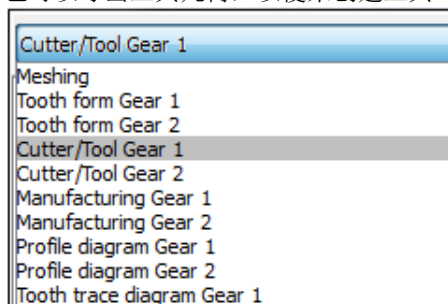 Cutter/Tool Gear 1
Meshing
Tooth form Gear 1
Tooth form Gear 2
Cutter/Tool Gear 1
Cutter/Tool Gear 2
Manufacturing Gear 1
Manufacturing Gear 2
Profile diagram Gear 1
Profile diagram Gear 2
Tooth trace diagram Gear 1